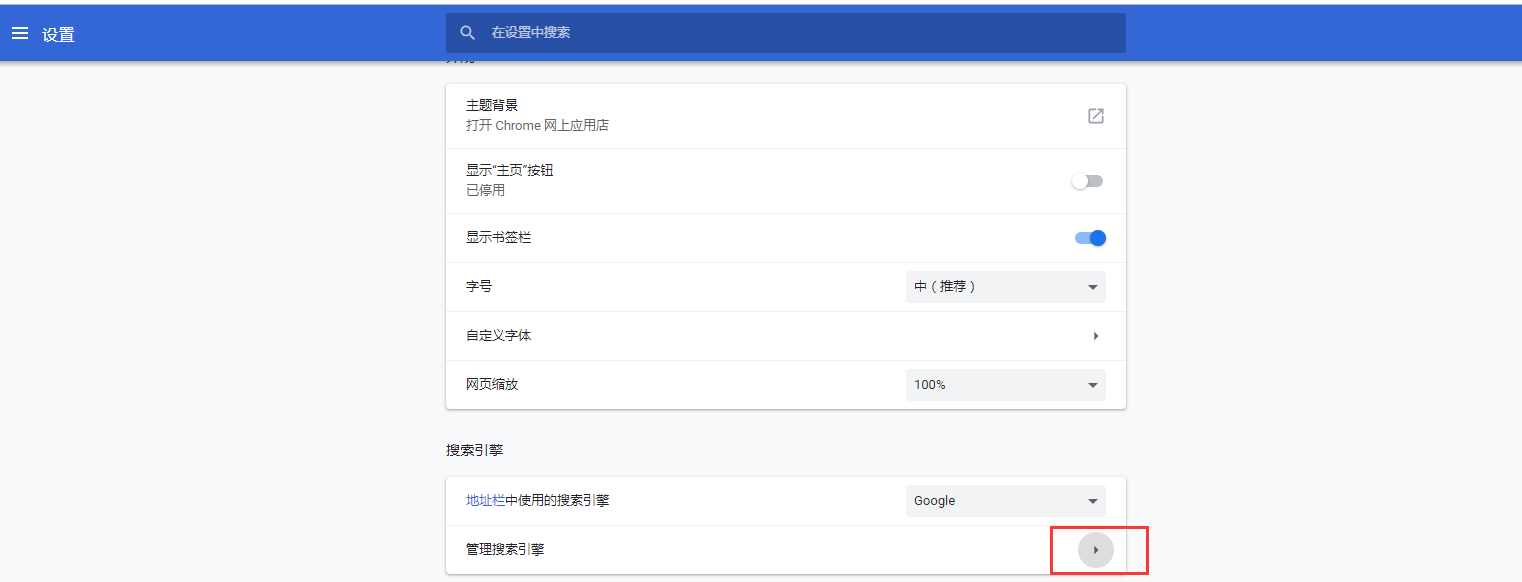 设置
在设置中搜索
主题背景
打开 Chrome 网上应用店
显示“主页”按钮
已停用
显示书签栏
字号
中（推荐）
自定义字体
网页缩放
100%
搜索引擎
地址栏中使用的搜索引擎
Google
管理搜索引擎